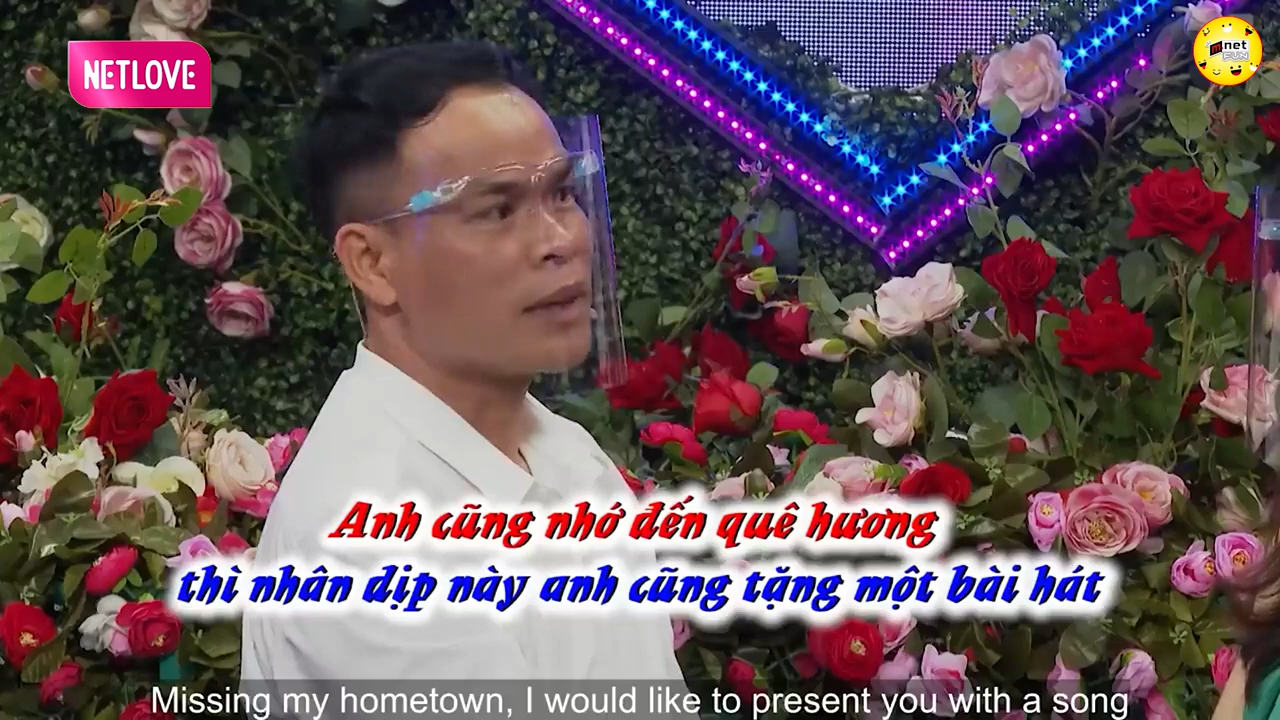 NETLOVE
mnet
FUN
Anh cũng nhớ đến quê hương
thì nhân dịp này anh cũng tặng một bài hát
Missing my hometown, I would like to present you with a song